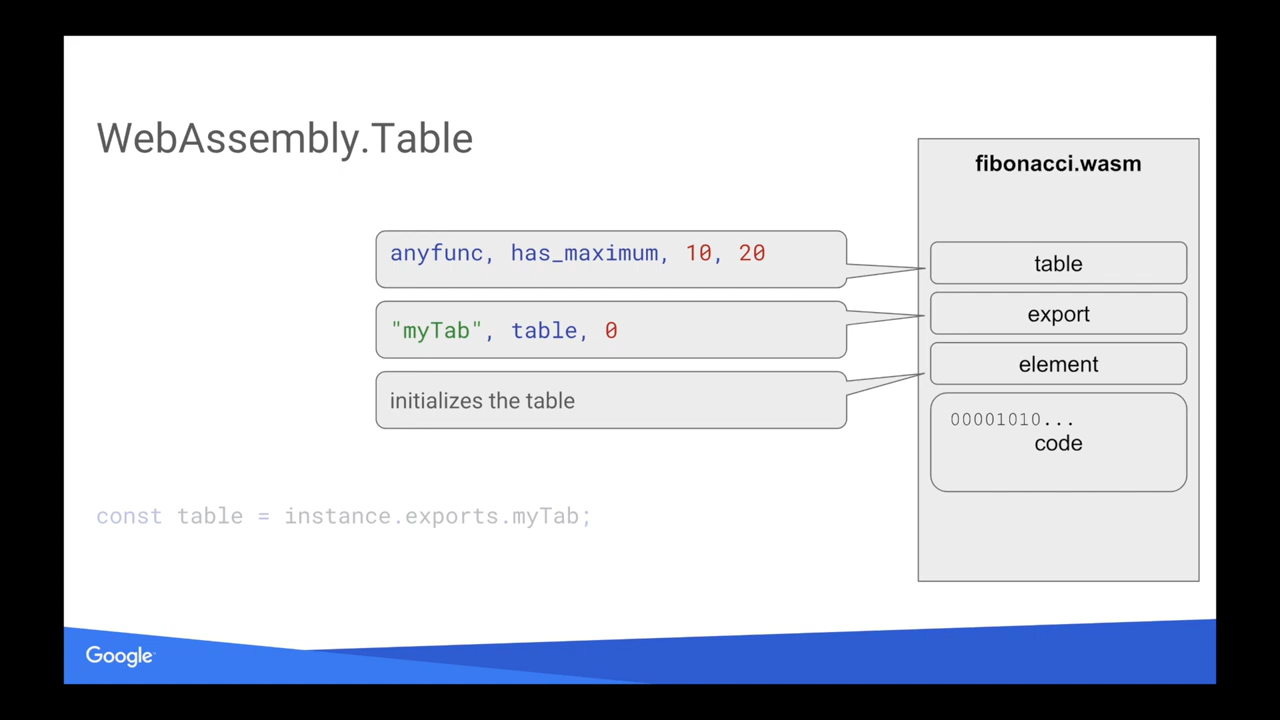 WebAssembly.Table
fibonacci.wasm
anyfunc, has_maximum, 10, 20
table
"myTab", table, 0
export
initializes the table
element
00001010...
code
const table = instance.exports.myTab;
Google